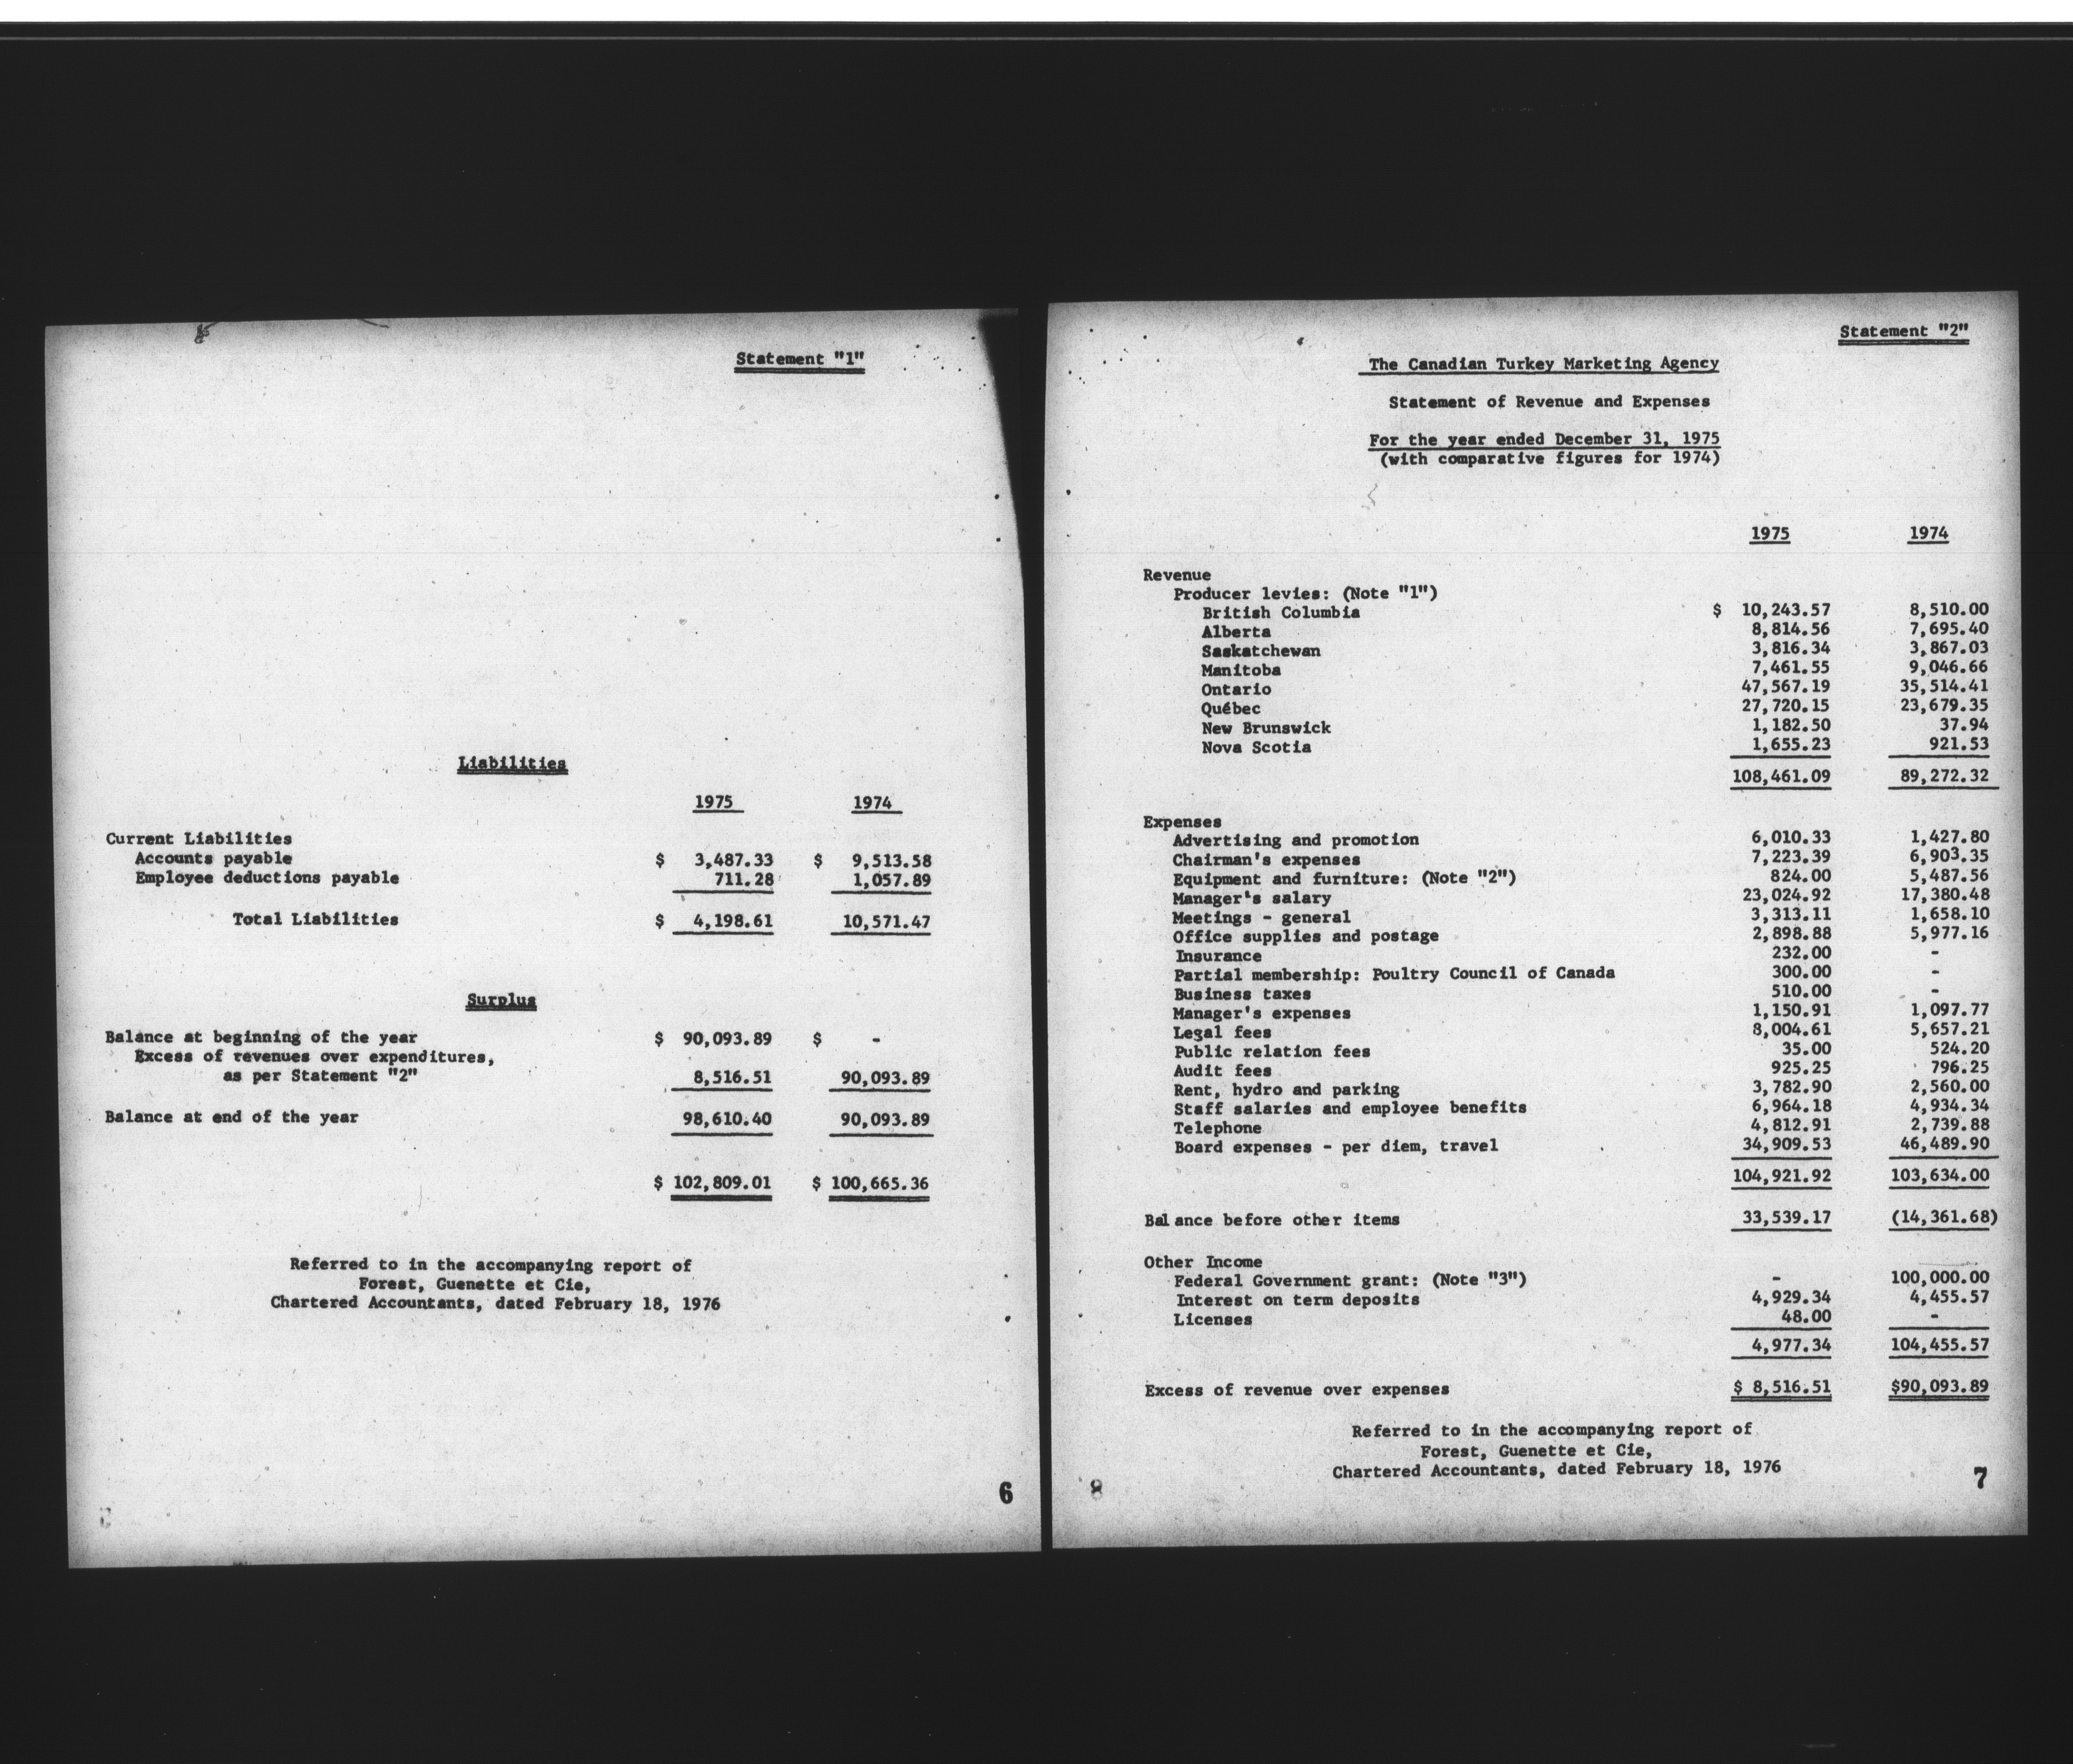 Statement "1"
Liabilities
1975 1974
Current Liabilities
Accounts payable $ 3,487.33 $ 9,513.58
Employee deductions payable 711.28 1,057.89
Total Liabilities $ 4,198.61 10,571.47
Surplus
Balance at beginning of the year $ 90,093.89 $ -
Excess of revenues over expenditures,
as per Statement "2" 8,516.51 90,093.89
Balance at end of the year 98,610.40 90,093.89
$ 102,809.01 $ 100,665.36
Referred to in the accompanying report of
Forest, Guenette et Cie,
Chartered Accountants, dated February 18, 1976
6
Statement "2"
The Canadian Turkey Marketing Agency
Statement of Revenue and Expenses
For the year ended December 31, 1975
(with comparative figures for 1974)
1975 1974
Revenue
Producer levies: (Note "1")
British Columbia $ 10,243.57 8,510.00
Alberta 8,814.56 7,695.40
Saskatchewan 3,816.34 3,867.03
Manitoba 7,461.55 9,046.66
Ontario 47,567.19 35,514.41
Québec 27,720.15 23,679.35
New Brunswick 1,182.50 37.94
Nova Scotia 1,655.23 921.53
108,461.09 89,272.32
Expenses
Advertising and promotion 6,010.33 1,427.80
Chairman's expenses 7,223.39 6,903.35
Equipment and furniture: (Note "2") 824.00 5,487.56
Manager's salary 23,024.92 17,380.48
Meetings - general 3,313.11 1,658.10
Office supplies and postage 2,898.88 5,977.16
Insurance 232.00 -
Partial membership: Poultry Council of Canada 300.00 -
Business taxes 510.00 -
Manager's expenses 1,150.91 1,097.77
Legal fees 8,004.61 5,657.21
Public relation fees 35.00 524.20
Audit fees 925.25 796.25
Rent, hydro and parking 3,782.90 2,560.00
Staff salaries and employee benefits 6,964.18 4,934.34
Telephone 4,812.91 2,739.88
Board expenses - per diem, travel 34,909.53 46,489.90
104,921.92 103,634.00
Balance before other items 33,539.17 (14,361.68)
Other Income
Federal Government grant: (Note "3") - 100,000.00
Interest on term deposits 4,929.34 4,455.57
Licenses 48.00 -
4,977.34 104,455.57
Excess of revenue over expenses $ 8,516.51 $90,093.89
Referred to in the accompanying report of
Forest, Guenette et Cie,
Chartered Accountants, dated February 18, 1976
8 7